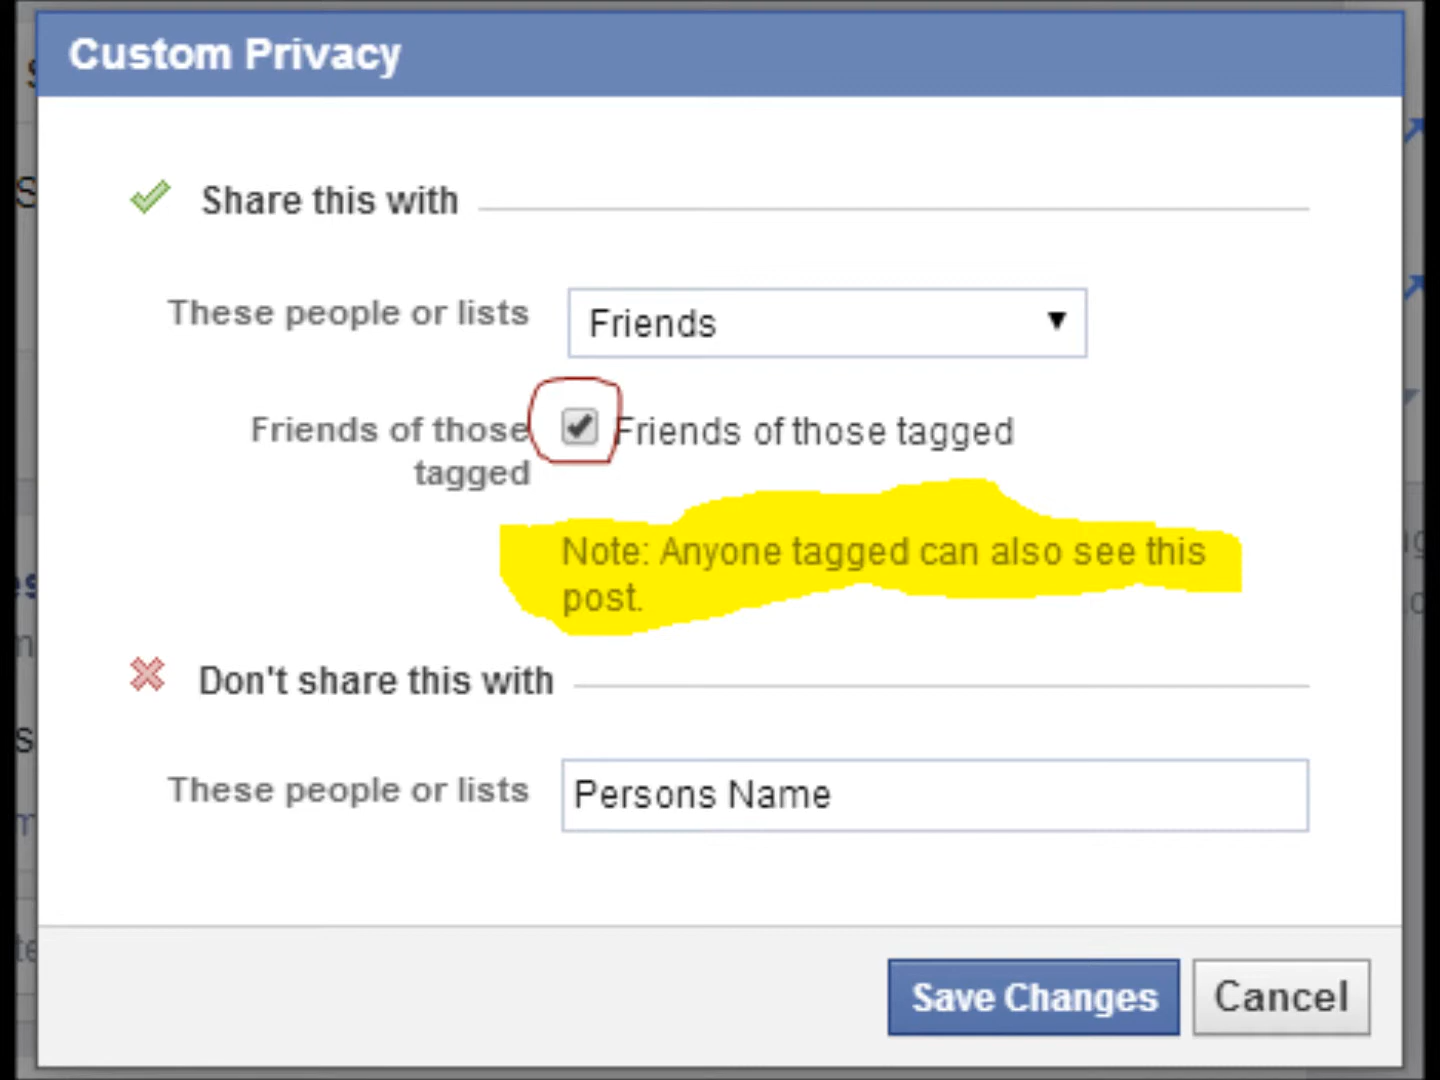 Custom Privacy
Share this with
These people or lists
Friends
Friends of those
tagged
Friends of those tagged
Note: Anyone tagged can also see this
post.
Don't share this with
These people or lists
Persons Name
Save Changes
Cancel